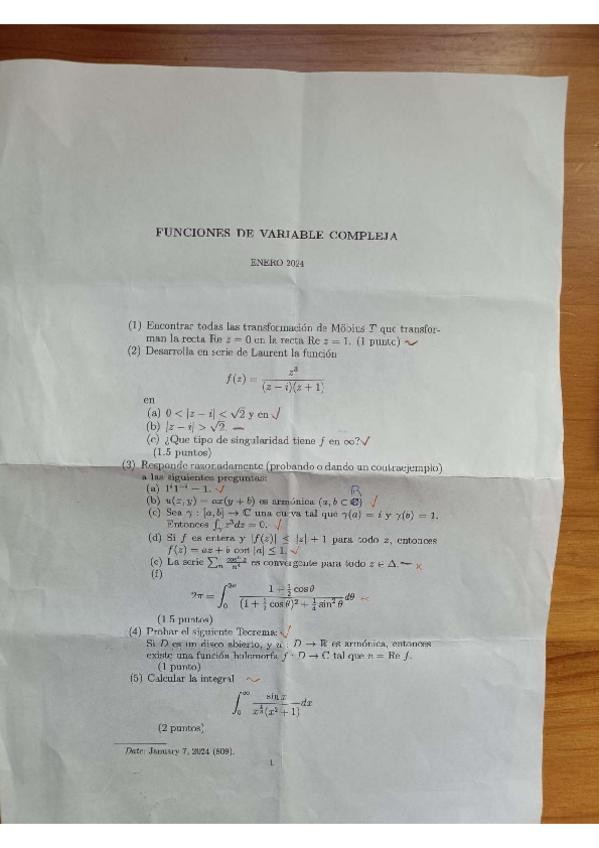 FUNCIONES DE VARIABLE COMPLEJA
ENERO 2024
(1) Encontrar todas las transformación de Möbius T que transfor-
man la recta Re z = 0 en la recta Re z = 1. (1 punto)
(2) Desarrolla en serie de Laurent la función
f(z) = z³ / (z − i)(z + 1)
en
(a) 0 < |z − i| < √2 y en
(b) |z − i| > √2.
(c) ¿Que tipo de singularidad tiene f en ∞?
(1.5 puntos)
(3) Responde razonadamente (probando o dando un contraejemplo)
a las siguientes preguntas:
(a) 1^i 1^{-i} = 1.
(b) u(x, y) = ax(y + b) es armónica (a, b ⊂ ℂ) R
(c) Sea γ : [a, b] → ℂ una curva tal que γ(a) = i y γ(b) = 1.
Entonces ∫_γ z³dz = 0.
(d) Si f es entera y |f(z)| ≤ |z| + 1 para todo z, entonces
f(z) = az + b con |a| ≤ 1.
(e) La serie ∑_n es convergente para todo z ∈ Δ
(f)
2π = ∫_0^{2π} (1 + ½ cos θ) / ((1 + ½ cos θ)² + ¼ sin² θ) dθ
(1.5 puntos)
(4) Probar el siguiente Teorema:
Si D es un disco abierto, y u : D → ℝ es armónica, entonces
existe una función holomorfa f : D → ℂ tal que u = Re f.
(1 punto)
(5) Calcular la integral
∫_0^∞ sin x / x (x² + 1) dx
(2 puntos)
Date: January 7, 2024 (809).
1